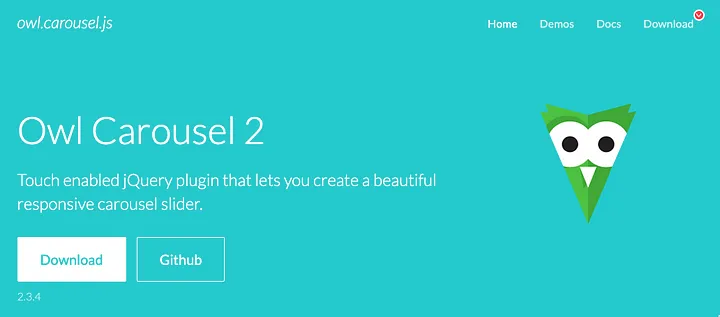 owl.carousel.js
Home Demos Docs Download
Owl Carousel 2
Touch enabled jQuery plugin that lets you create a beautiful
responsive carousel slider.
Download Github
2.3.4